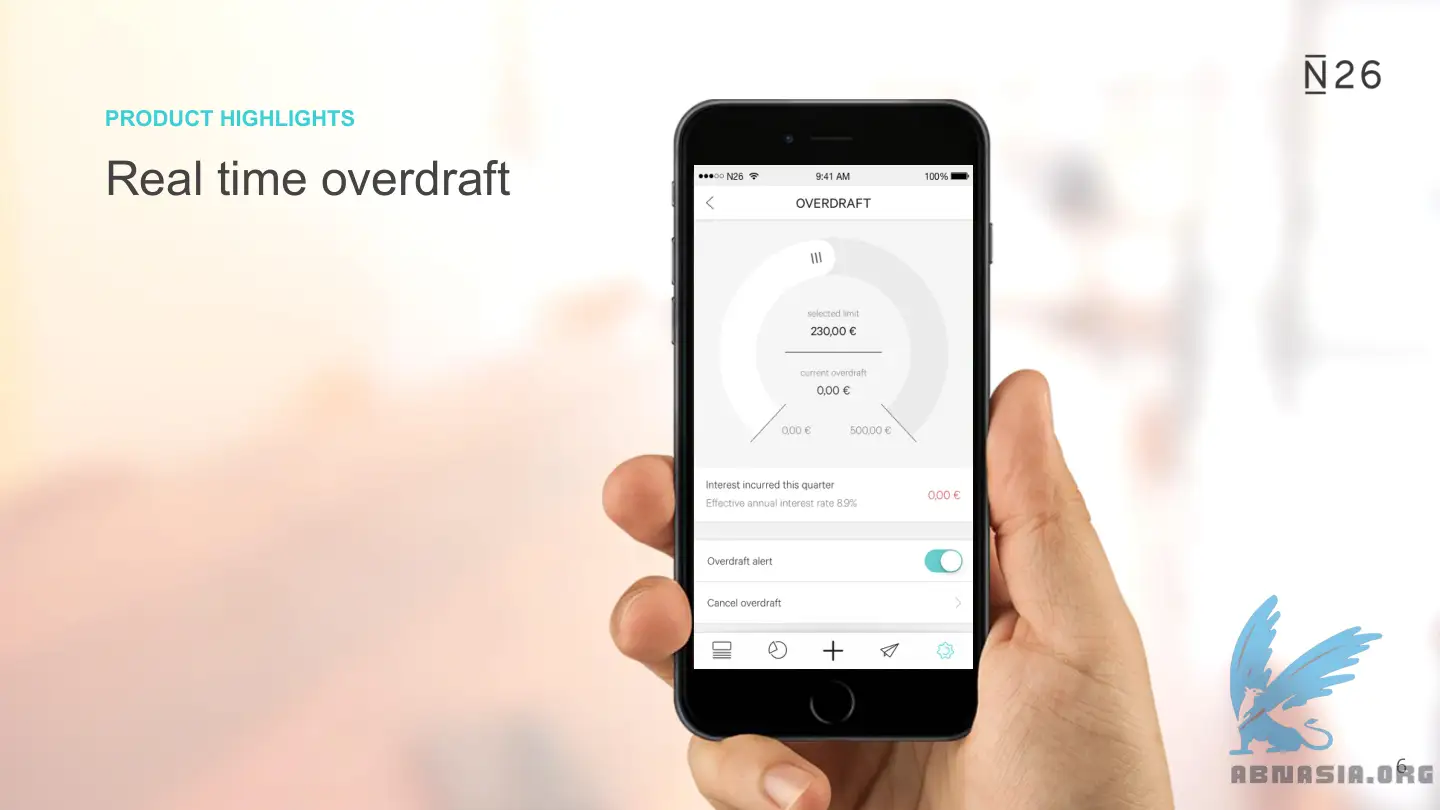 N26
PRODUCT HIGHLIGHTS
Real time overdraft
N26
9:41 AM
100%
OVERDRAFT
selected limit
230,00 €
current overdraft
0,00 €
0,00 €
500,00 €
Interest incurred this quarter
0,00 €
Effective annual interest rate 8.9%
Overdraft alert
Cancel overdraft
6
ABNASIA.ORG